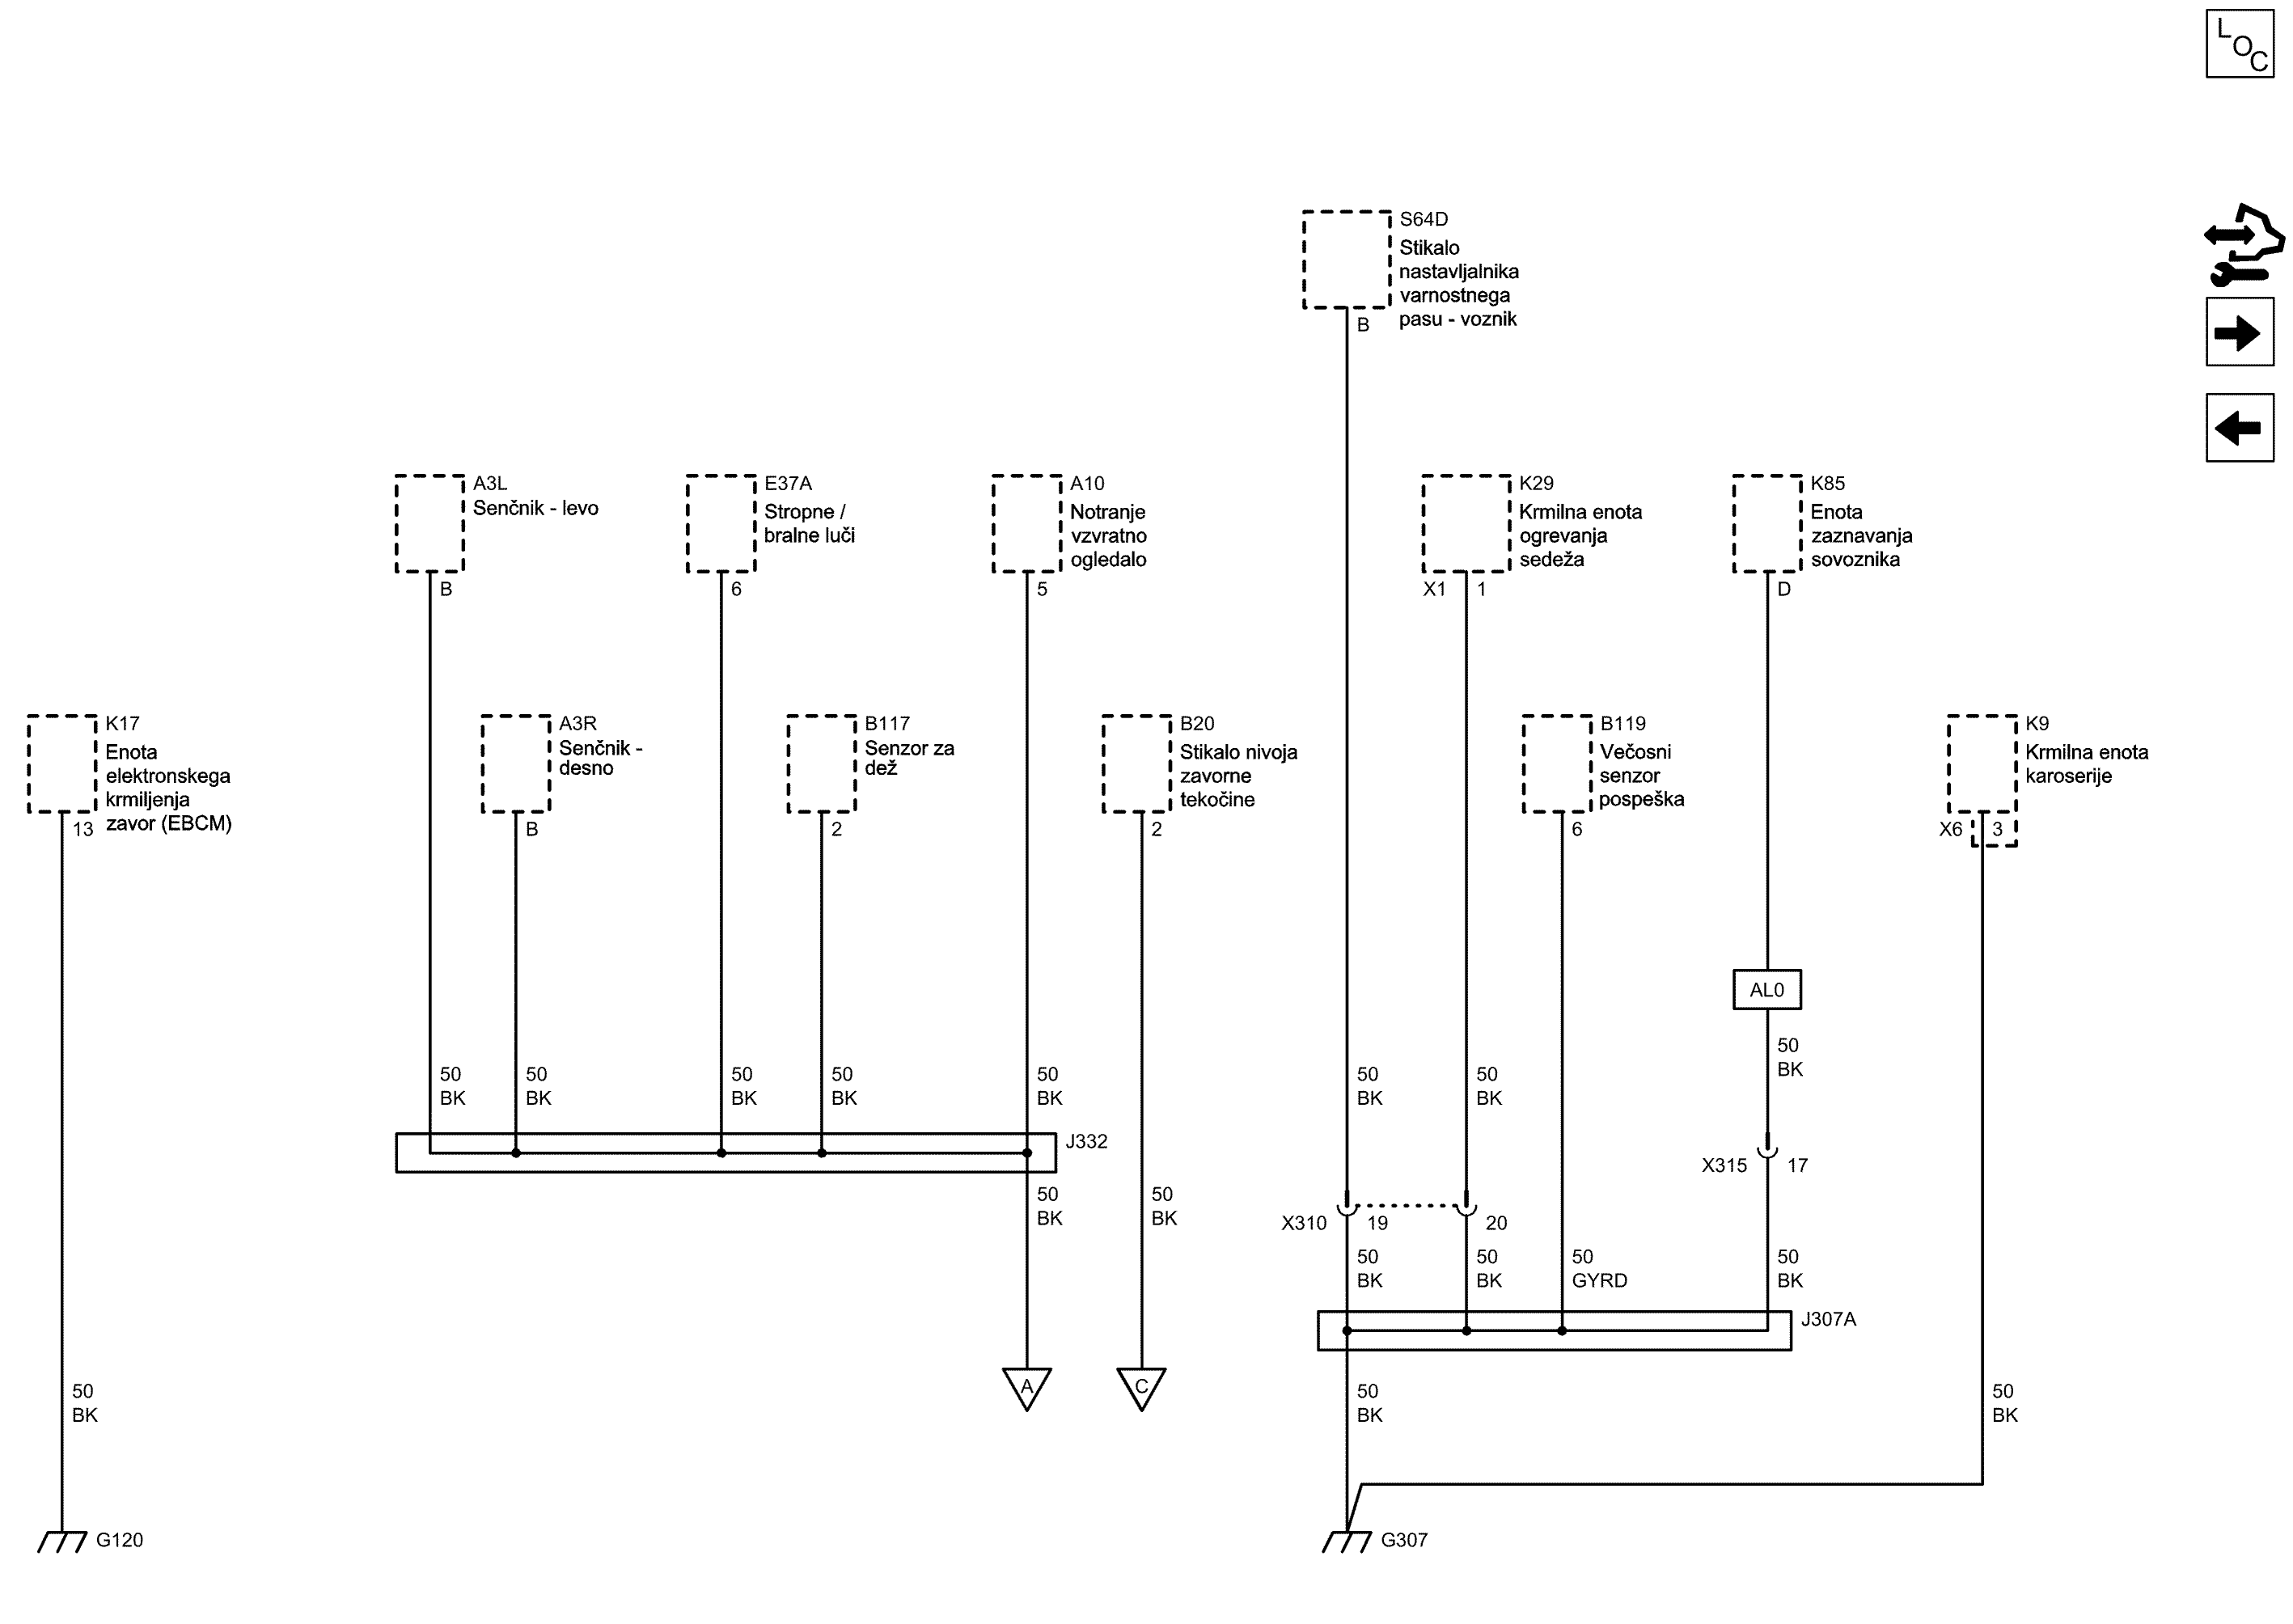 LOC
S64D
Stikalo
nastavljalnika
varnostnega
pasu - voznik
B
A3L
Senčnik - levo
B
E37A
Stropne /
bralne luči
6
A10
Notranje
vzvratno
ogledalo
5
K29
Krmilna enota
ogrevanja
sedeža
X1 1
K85
Enota
zaznavanja
sovoznika
D
K17
Enota
elektronskega
krmiljenja
zavor (EBCM)
13
A3R
Senčnik -
desno
B
B117
Senzor za
dež
2
B20
Stikalo nivoja
zavorne
tekočine
2
B119
Večosni
senzor
pospeška
6
K9
Krmilna enota
karoserije
X6 3
AL0
50
BK
50
BK
50
BK
50
BK
50
BK
50
BK
50
BK
50
BK
J332
X315 17
50
BK
50
BK
X310 19 20
50
BK
50
BK
50
GYRD
50
BK
J307A
A
C
50
BK
50
BK
50
BK
G120
G307